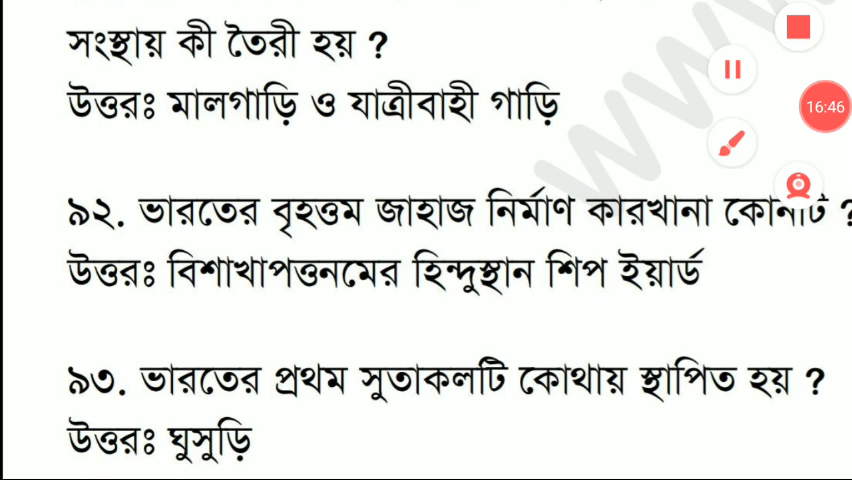 সংস্থায় কী তৈরী হয় ?
উত্তরঃ মালগাড়ি ও যাত্রীবাহী গাড়ি
৯২. ভারতের বৃহত্তম জাহাজ নির্মাণ কারখানা কোনটি ?
উত্তরঃ বিশাখাপত্তনমের হিন্দুস্থান শিপ ইয়ার্ড
৯৩. ভারতের প্রথম সুতাকলটি কোথায় স্থাপিত হয় ?
উত্তরঃ ঘুসুড়ি
16:46